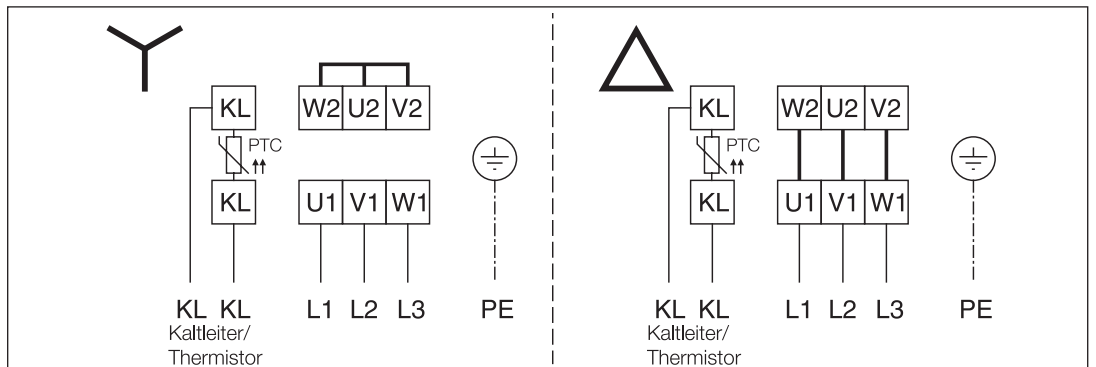 KL W2 U2 V2
PTC
KL U1 V1 W1
KL KL L1 L2 L3 PE
Kaltleiter/
Thermistor
KL W2 U2 V2
PTC
KL U1 V1 W1
KL KL L1 L2 L3 PE
Kaltleiter/
Thermistor